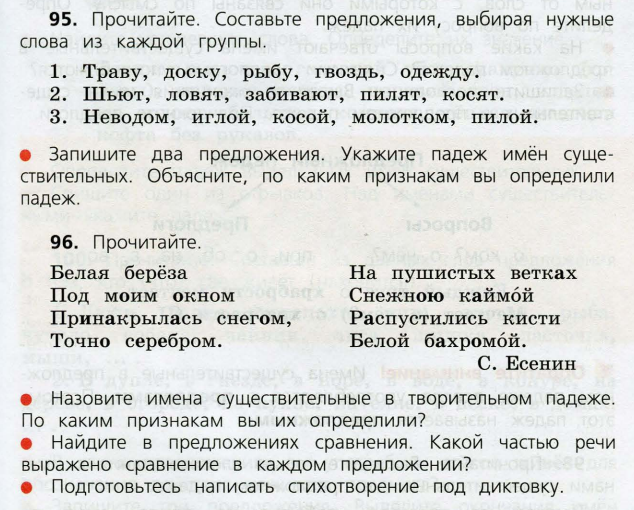 95. Прочитайте. Составьте предложения, выбирая нужные
слова из каждой группы.
1. Траву, доску, рыбу, гвоздь, одежду.
2. Шьют, ловят, забивают, пилят, косят.
3. Неводом, иглой, косой, молотком, пилой.
● Запишите два предложения. Укажите падеж имён суще-
ствительных. Объясните, по каким признакам вы определили
падеж.
96. Прочитайте.
Белая берёза
Под моим окном
Принакрылась снегом,
Точно серебром.
На пушистых ветках
Снежною каймо́й
Распустились кисти
Белой бахромо́й.
С. Есенин
● Назовите имена существительные в творительном падеже.
По каким признакам вы их определили?
● Найдите в предложениях сравнения. Какой частью речи
выражено сравнение в каждом предложении?
● Подготовьтесь написать стихотворение под диктовку.